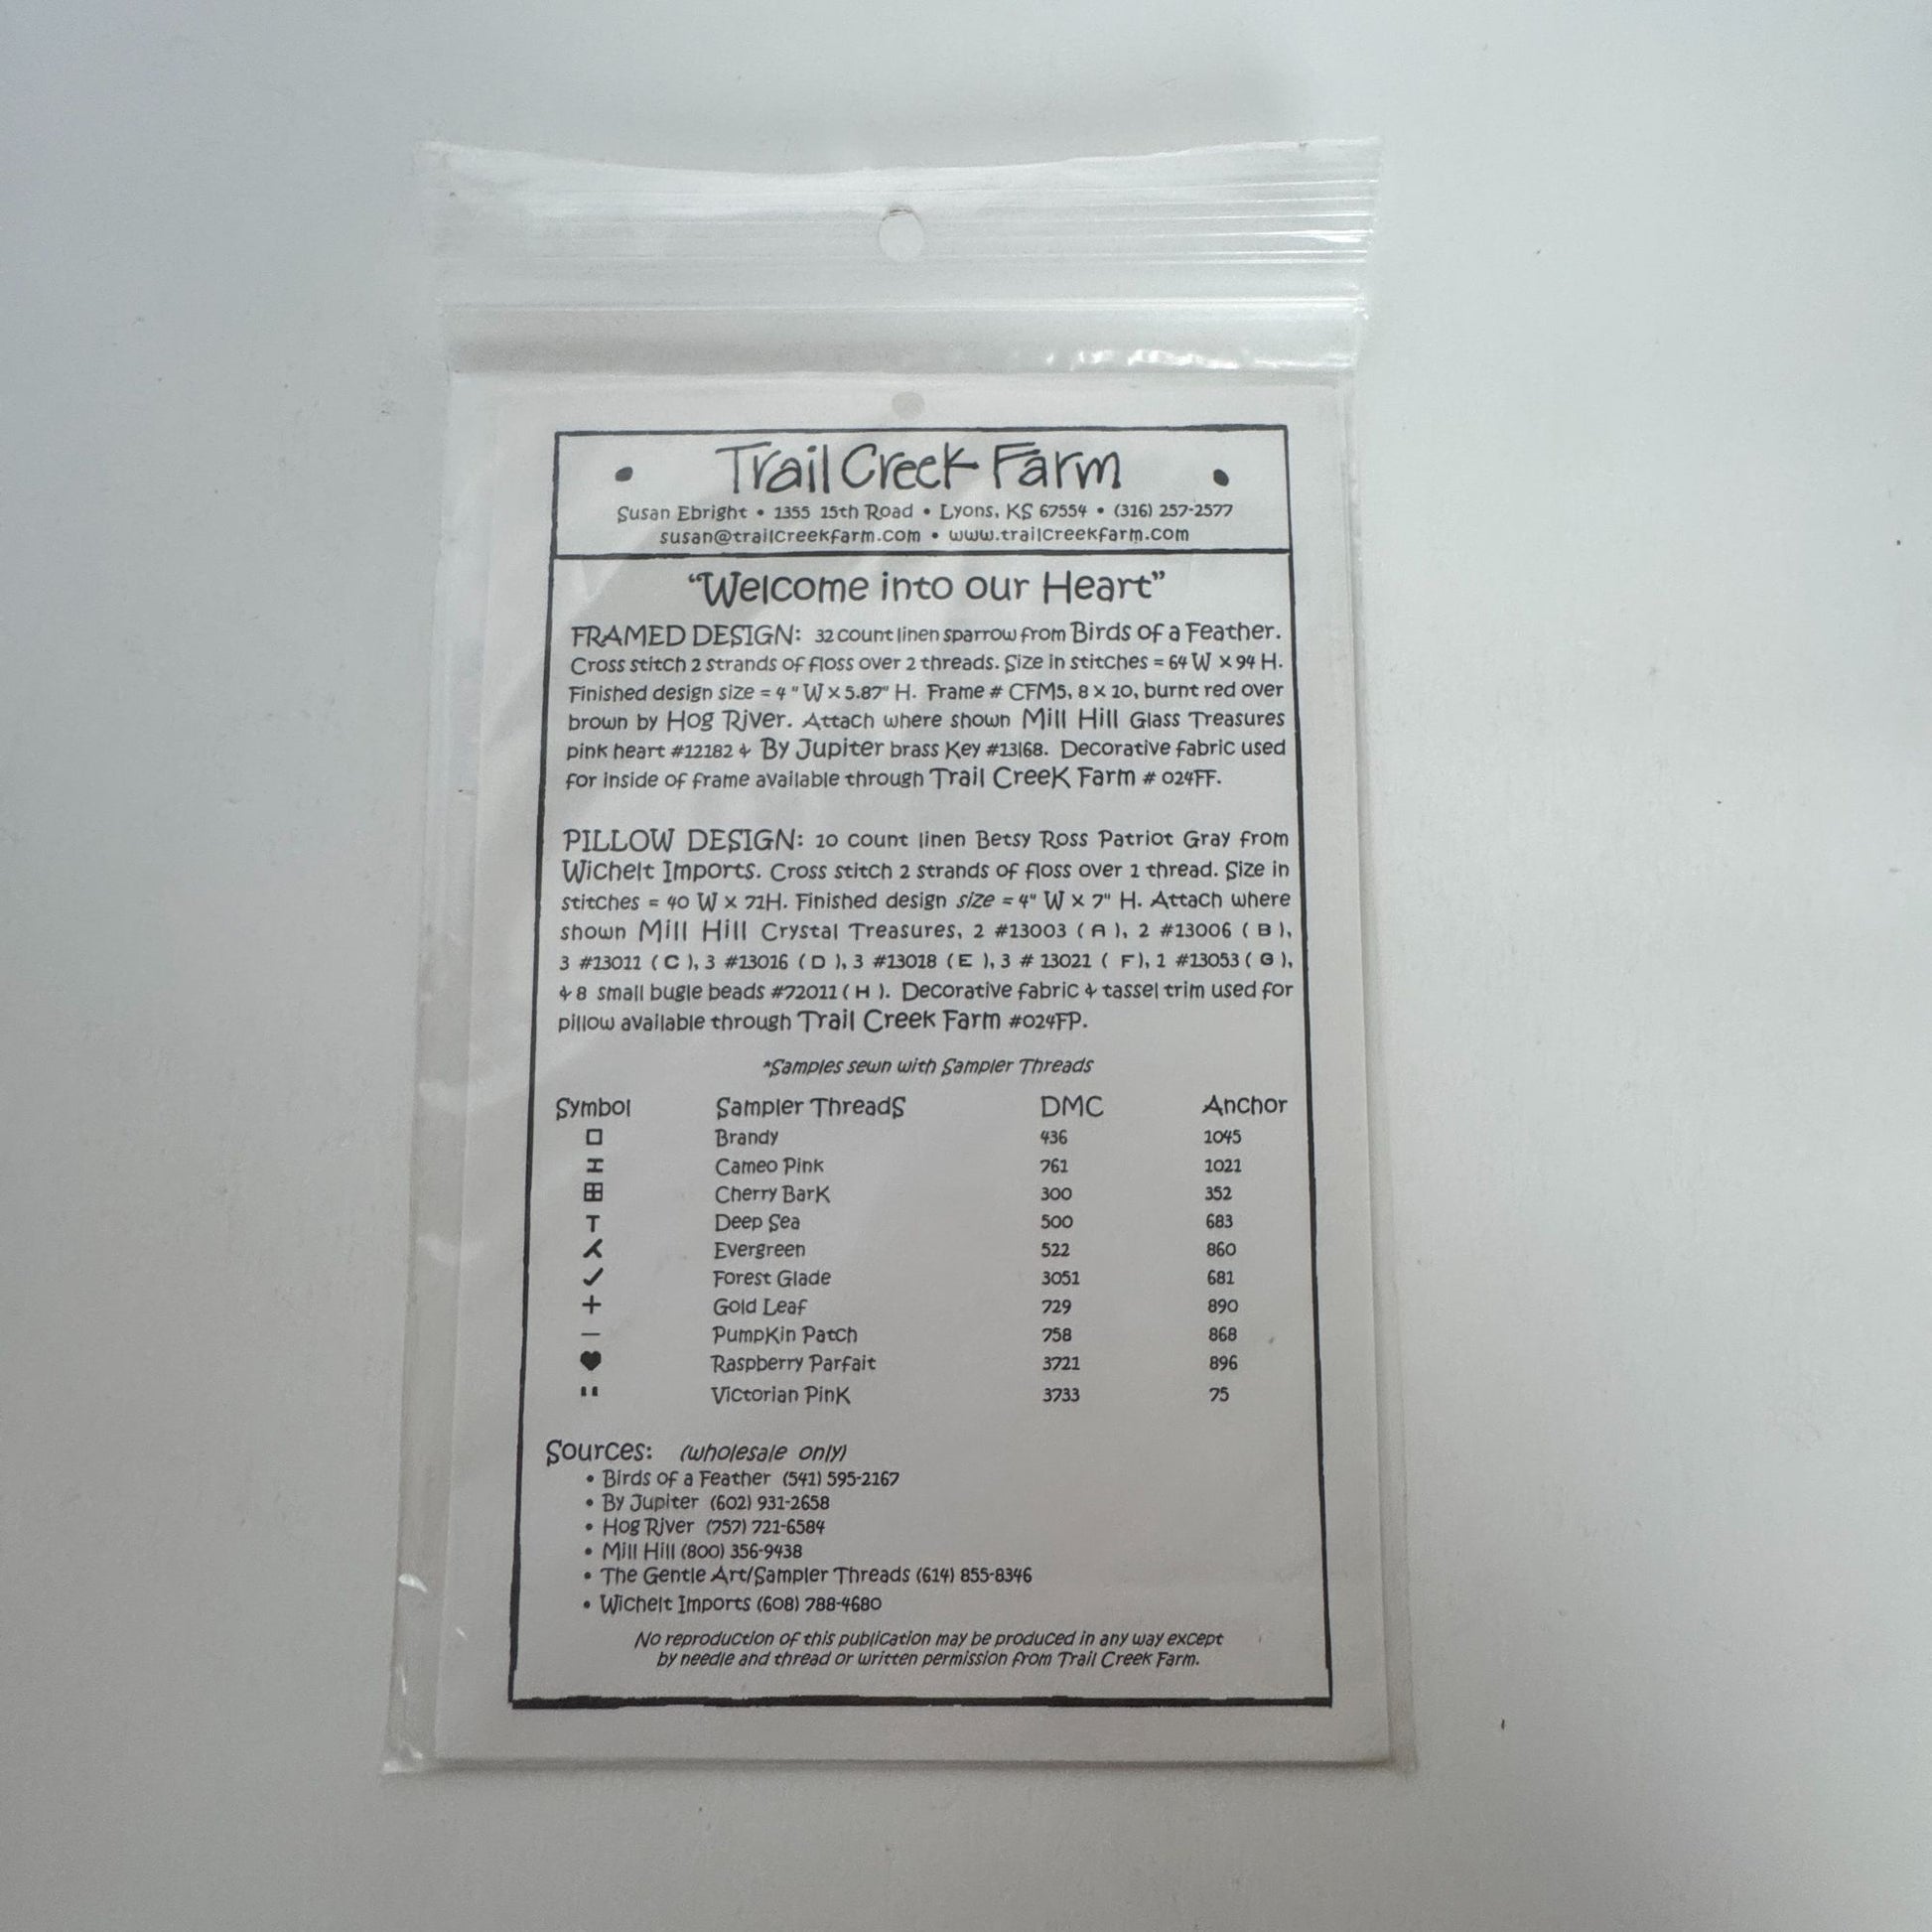 Trail Creek Farm
Susan Ebright • 1355 15th Road • Lyons, KS 67554 • (316) 257-2577
susan@trailcreekfarm.com • www.trailcreekfarm.com
"Welcome into our Heart"
FRAMED DESIGN: 32 count linen sparrow from Birds of a Feather.
Cross stitch 2 strands of floss over 2 threads. Size in stitches = 64 W x 94 H.
Finished design size = 4 " W x 5.87" H. Frame # CFM5, 8 x 10, burnt red over
brown by Hog River. Attach where shown Mill Hill Glass Treasures
pink heart #12182 & By Jupiter brass Key #13168. Decorative fabric used
for inside of frame available through Trail Creek Farm # 024FF.
PILLOW DESIGN: 10 count linen Betsy Ross Patriot Gray from
Wichelt Imports. Cross stitch 2 strands of floss over 1 thread. Size in
stitches = 40 W x 71H. Finished design size = 4" W x 7" H. Attach where
shown Mill Hill Crystal Treasures, 2 #13003 ( A ), 2 #13006 ( B ),
3 #13011 ( C ), 3 #13016 ( D ), 3 #13018 ( E ), 3 # 13021 ( F ), 1 #13053 ( G ),
& 8 small bugle beads #72011 ( H ). Decorative fabric & tassel trim used for
pillow available through Trail Creek Farm #024FP.
*Samples sewn with Sampler Threads
Symbol Sampler Threads DMC Anchor
□ Brandy 436 1045
I Cameo Pink 761 1021
⊞ Cherry Bark 300 352
T Deep Sea 500 683
Evergreen 522 860
✓ Forest Glade 3051 681
+ Gold Leaf 729 890
— Pumpkin Patch 758 868
♥ Raspberry Parfait 3721 896
" Victorian Pink 3733 75
Sources: (wholesale only)
• Birds of a Feather (541) 595-2167
• By Jupiter (602) 931-2658
• Hog River (757) 721-6584
• Mill Hill (800) 356-9438
• The Gentle Art/Sampler Threads (614) 855-8346
• Wichelt Imports (608) 788-4680
No reproduction of this publication may be produced in any way except
by needle and thread or written permission from Trail Creek Farm.